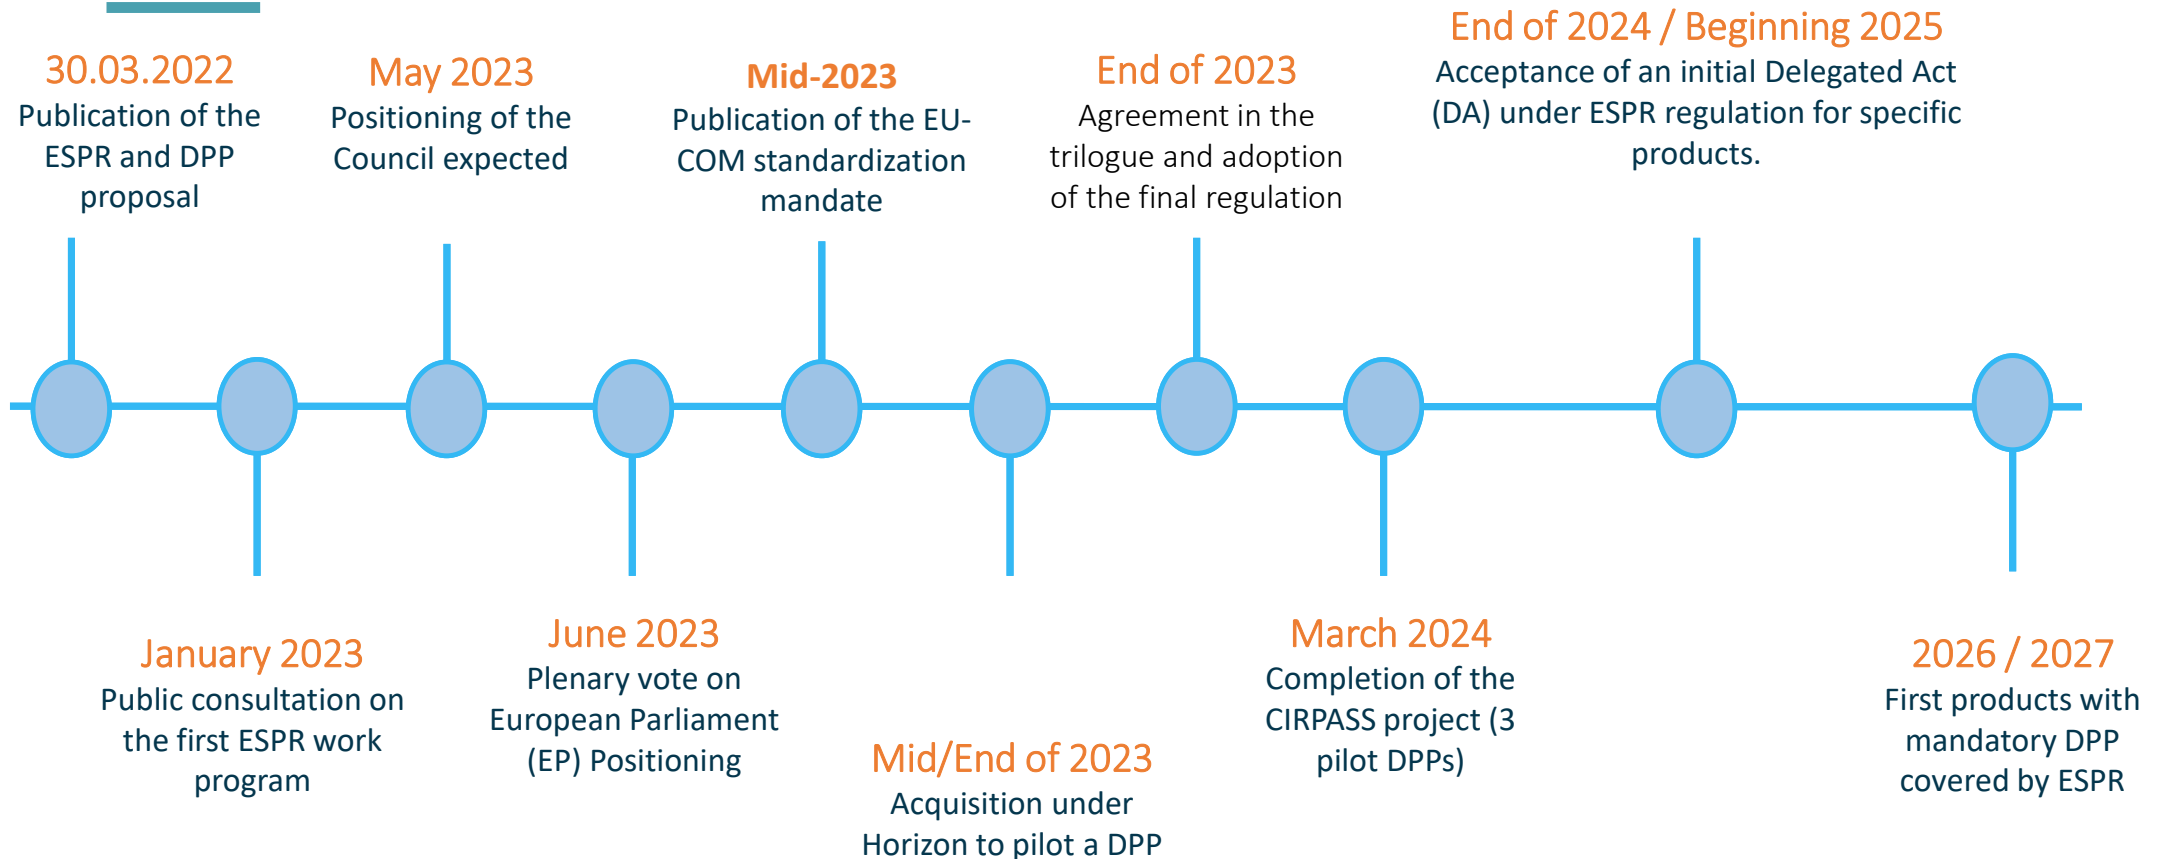 30.03.2022
Publication of the
ESPR and DPP
proposal
January 2023
Public consultation on
the first ESPR work
program
May 2023
Positioning of the
Council expected
June 2023
Plenary vote on
European Parliament
(EP) Positioning
Mid-2023
Publication of the EU-
COM standardization
mandate
Mid/End of 2023
Acquisition under
Horizon to pilot a DPP
End of 2023
Agreement in the
trilogue and adoption
of the final regulation
March 2024
Completion of the
CIRPASS project (3
pilot DPPs)
End of 2024 / Beginning 2025
Acceptance of an initial Delegated Act
(DA) under ESPR regulation for specific
products.
2026 / 2027
First products with
mandatory DPP
covered by ESPR